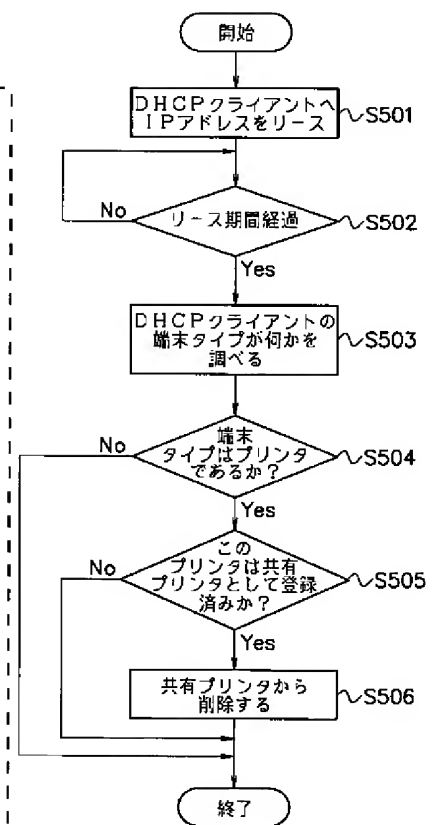 開始
DHCPクライアントへ
IPアドレスをリース
S501
リース期間経過
No
S502
Yes
DHCPクライアントの
端末タイプが何かを
調べる
S503
端末
タイプはプリンタ
であるか?
No
S504
Yes
この
プリンタは共有
プリンタとして登録
済みか?
No
S505
Yes
共有プリンタから
削除する
S506
終了